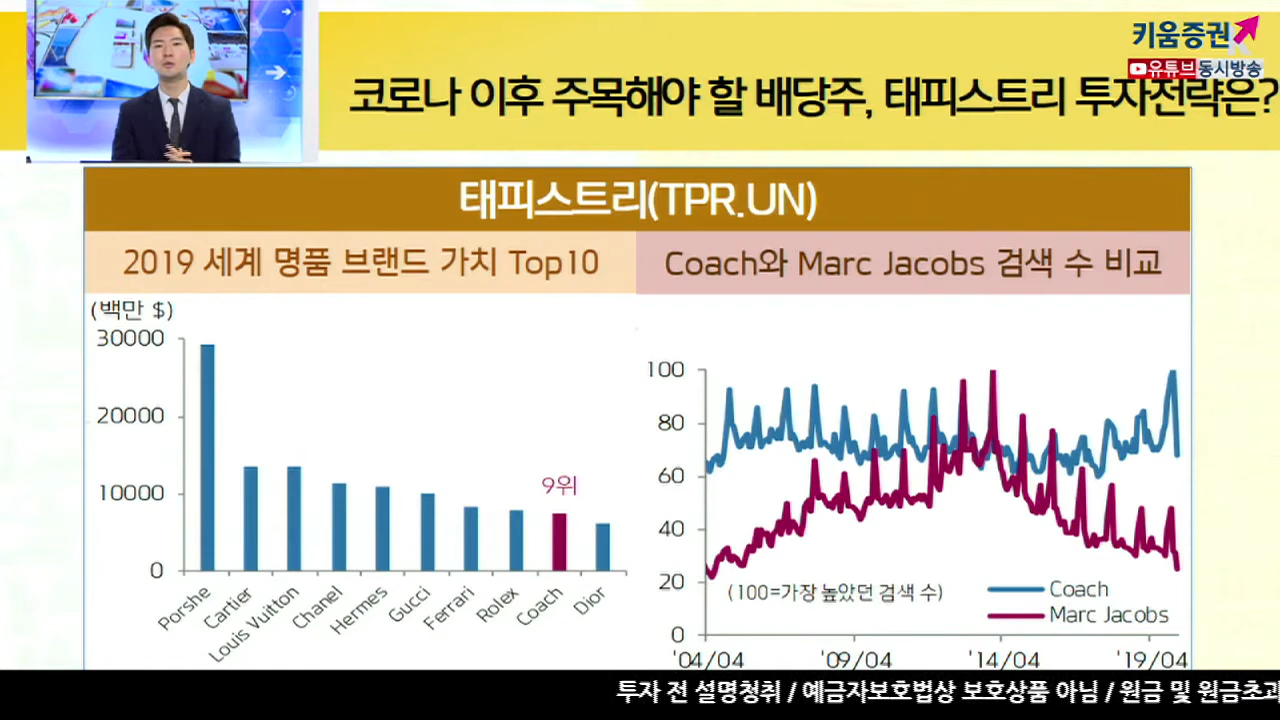 키움증권
유튜브 동시방송
코로나 이후 주목해야 할 배당주, 태피스트리 투자전략은?
태피스트리(TPR.UN)
2019 세계 명품 브랜드 가치 Top10
(백만 $)
30000
20000
10000
0
9위
Porshe
Cartier
Louis Vuitton
Chanel
Hermes
Gucci
Ferrari
Rolex
Coach
Dior
Coach와 Marc Jacobs 검색 수 비교
100
80
60
40
20
0
(100=가장 높았던 검색 수)
Coach
Marc Jacobs
'04/04
'09/04
'14/04
'19/04
투자 전 설명청취 / 예금자보호법상 보호상품 아님 / 원금 및 원금초과